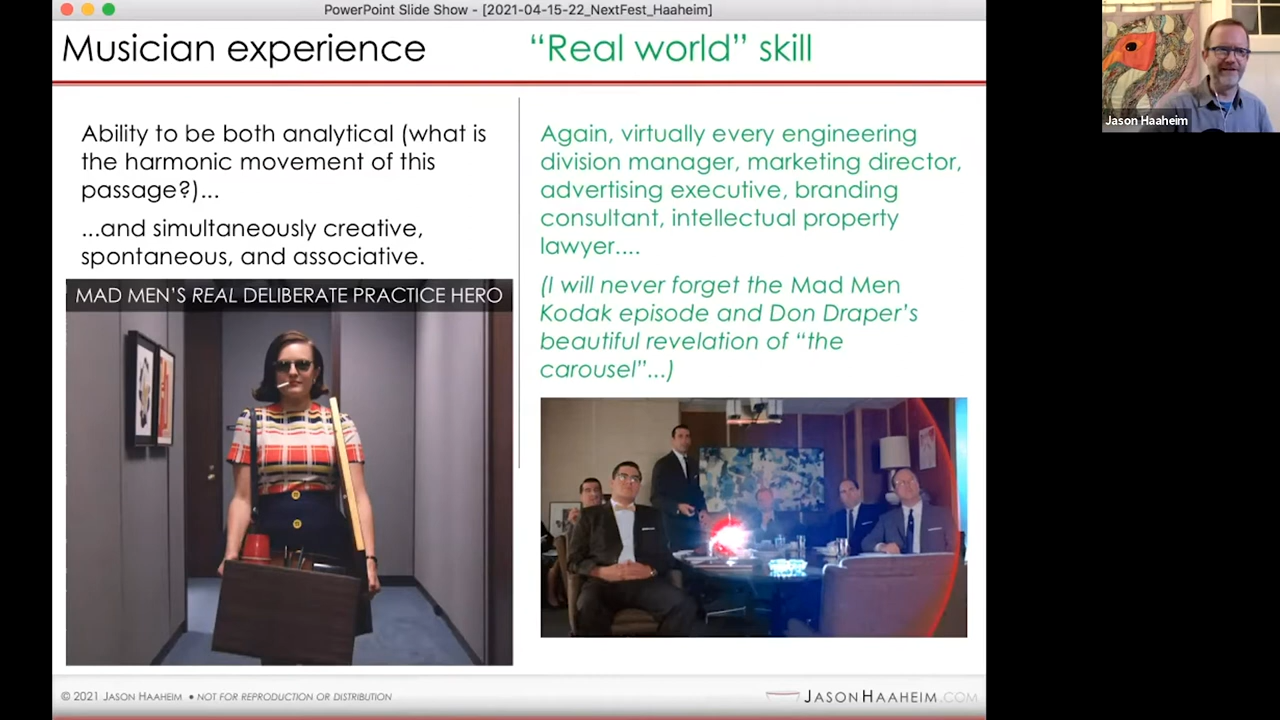 PowerPoint Slide Show - [2021-04-15-22_NextFest_Haaheim]
Musician experience
“Real world” skill
Ability to be both analytical (what is
the harmonic movement of this
passage?)...
...and simultaneously creative,
spontaneous, and associative.
MAD MEN’S REAL DELIBERATE PRACTICE HERO
Again, virtually every engineering
division manager, marketing director,
advertising executive, branding
consultant, intellectual property
lawyer....
(I will never forget the Mad Men
Kodak episode and Don Draper’s
beautiful revelation of “the
carousel”...)
© 2021 JASON HAAHEIM • NOT FOR REPRODUCTION OR DISTRIBUTION
JASONHAAHEIM.COM
Jason Haaheim